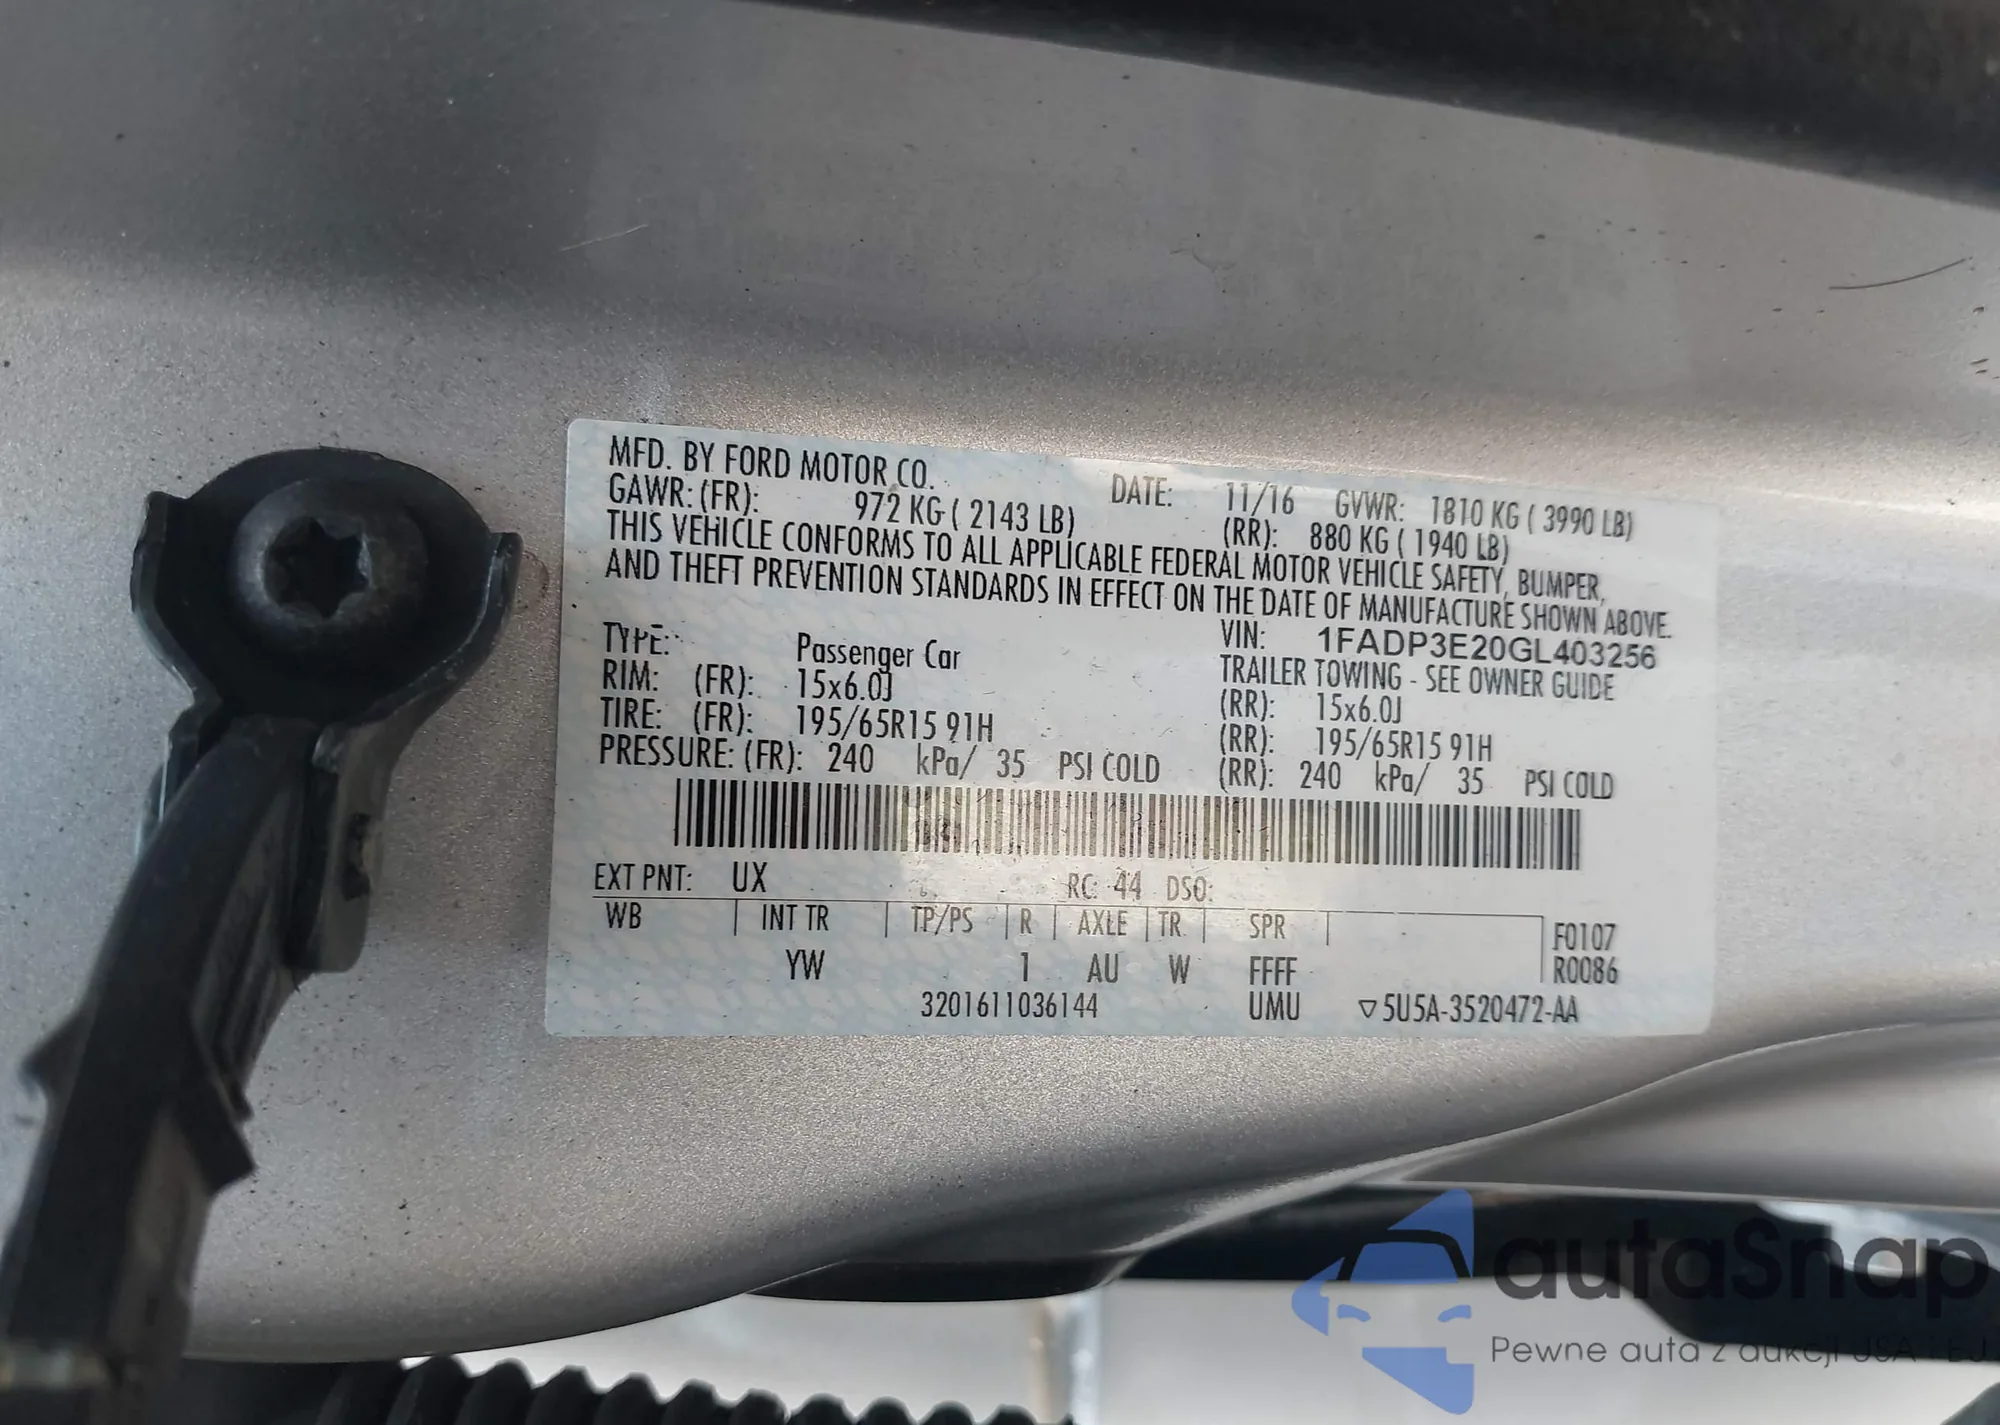 MFD. BY FORD MOTOR CO. DATE: 11/16 GVWR: 1810 KG ( 3990 LB)
GAWR: (FR): 972 KG ( 2143 LB) (RR): 880 KG ( 1940 LB)
THIS VEHICLE CONFORMS TO ALL APPLICABLE FEDERAL MOTOR VEHICLE SAFETY, BUMPER,
AND THEFT PREVENTION STANDARDS IN EFFECT ON THE DATE OF MANUFACTURE SHOWN ABOVE.
VIN: 1FADP3E20GL403256
TYPE: Passenger Car TRAILER TOWING - SEE OWNER GUIDE
RIM: (FR): 15x6.0J (RR): 15x6.0J
TIRE: (FR): 195/65R15 91H (RR): 195/65R15 91H
PRESSURE: (FR): 240 kPa/ 35 PSI COLD (RR): 240 kPa/ 35 PSI COLD
EXT PNT: UX RC: 44 DSO:
WB INT TR TP/PS R AXLE TR SPR F0107
YW 1 AU W FFFF R0086
3201611036144 UMU ▽5U5A-3520472-AA
autaSnap
Pewne auta z aukcji USA i EU